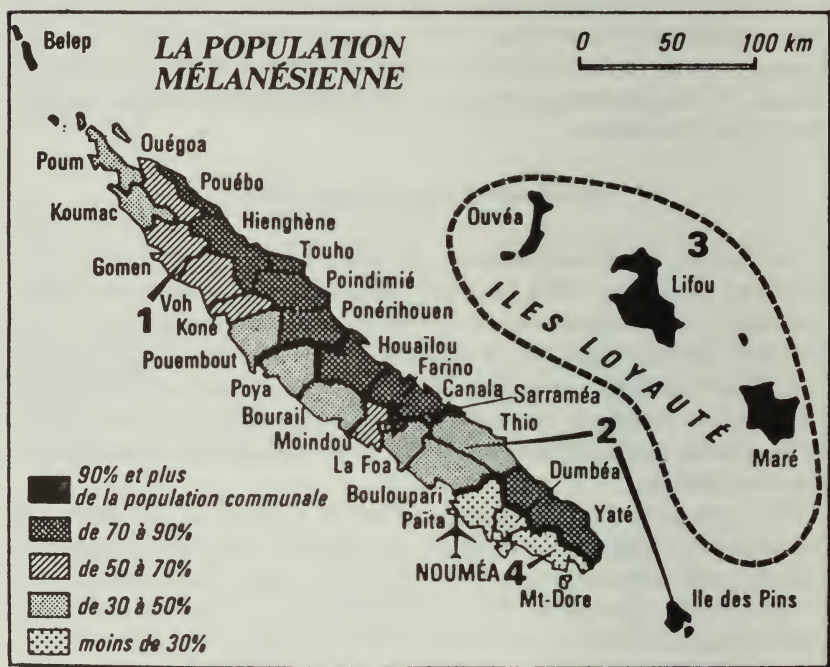 Belep
LA POPULATION
MÉLANÉSIENNE
0 50 100 km
Ouégoa
Poum
Pouébo
Koumac
Hienghène
Touho
Gomen
Poindimié
Voh
1
Ponérihouen
Koné
Houaïlou
Pouembout
Farino
Canala
Poya
Sarraméa
Bourail
Thio
Moindou
2
La Foa
Dumbéa
Bouloupari
Yaté
Païta
NOUMÉA 4
Mt-Dore
Ile des Pins
Ouvéa
3
Lifou
ILES LOYAUTÉ
Maré
90% et plus
de la population communale
de 70 à 90%
de 50 à 70%
de 30 à 50%
moins de 30%